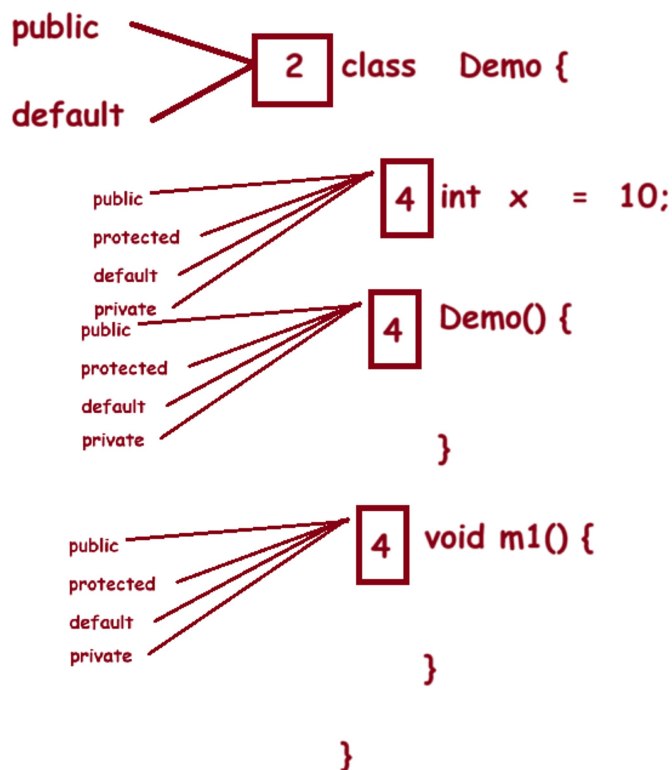 public
2 class Demo {
default
public
4 int x = 10;
protected
default
private
public
4 Demo() {
protected
default
private
}
public
4 void m1() {
protected
default
private
}
}